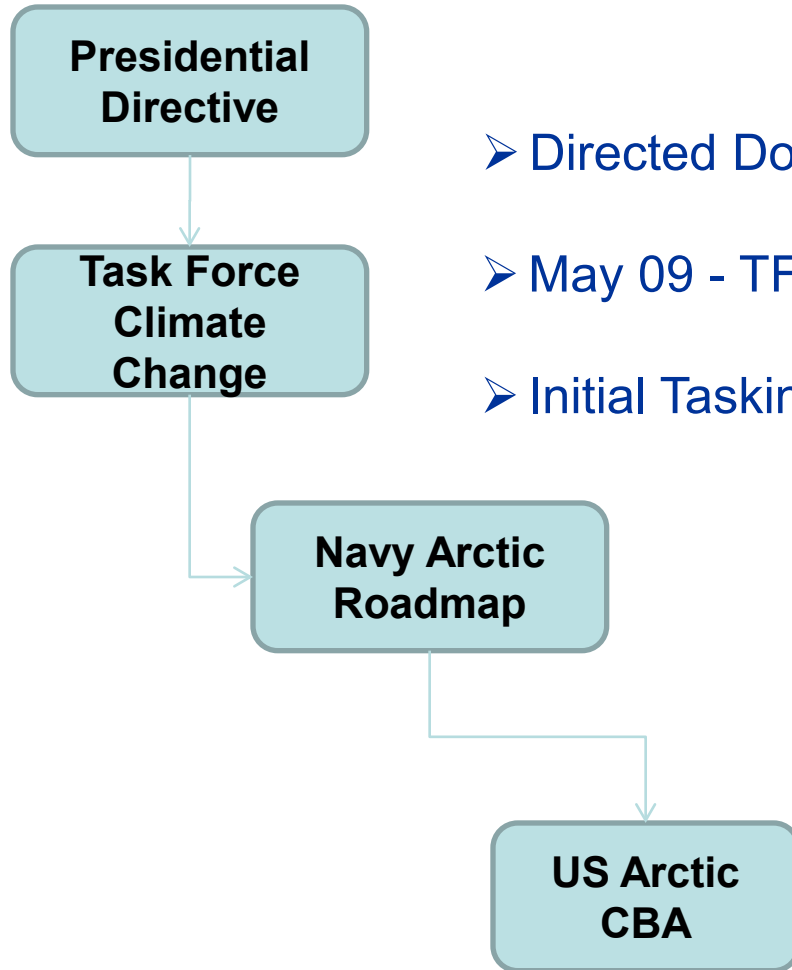 Presidential
Directive
➢ Directed Do
Task Force
Climate
Change
➢ May 09 - TF
➢ Initial Taskin
Navy Arctic
Roadmap
US Arctic
CBA